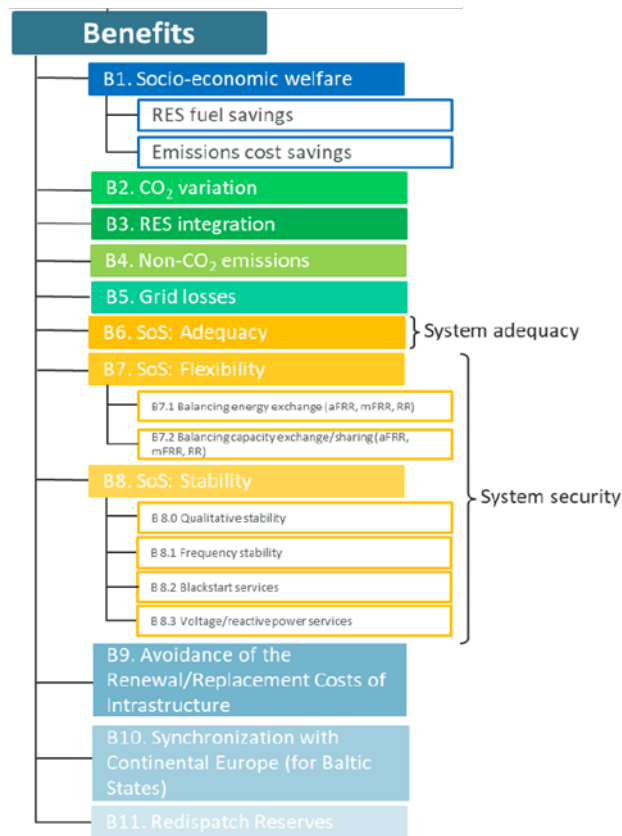 Benefits
B1. Socio-economic welfare
RES fuel savings
Emissions cost savings
B2. CO₂ variation
B3. RES integration
B4. Non-CO₂ emissions
B5. Grid losses
B6. SoS: Adequacy
System adequacy
B7. SoS: Flexibility
B7.1 Balancing energy exchange (aFRR, mFRR, RR)
B7.2 Balancing capacity exchange/sharing (aFRR,
mFRR, RR)
B8. SoS: Stability
System security
B 8.0 Qualitative stability
B 8.1 Frequency stability
B 8.2 Blackstart services
B 8.3 Voltage/reactive power services
B9. Avoidance of the
Renewal/Replacement Costs of
Intrastructure
B10. Synchronization with
Continental Europe (for Baltic
States)
B11. Redispatch Reserves